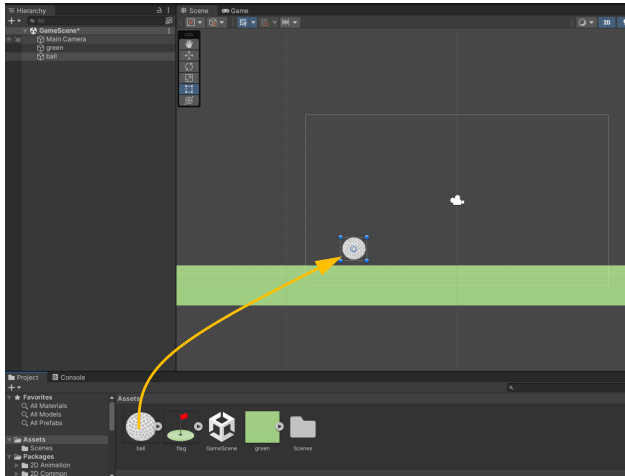 Hierarchy
Scene
Game
All
2D
GameScene*
Main Camera
green
ball
Project
Console
Favorites
All Materials
All Models
All Prefabs
Assets
Scenes
Packages
2D Animation
2D Common
Assets
ball
flag
GameScene
green
Scenes